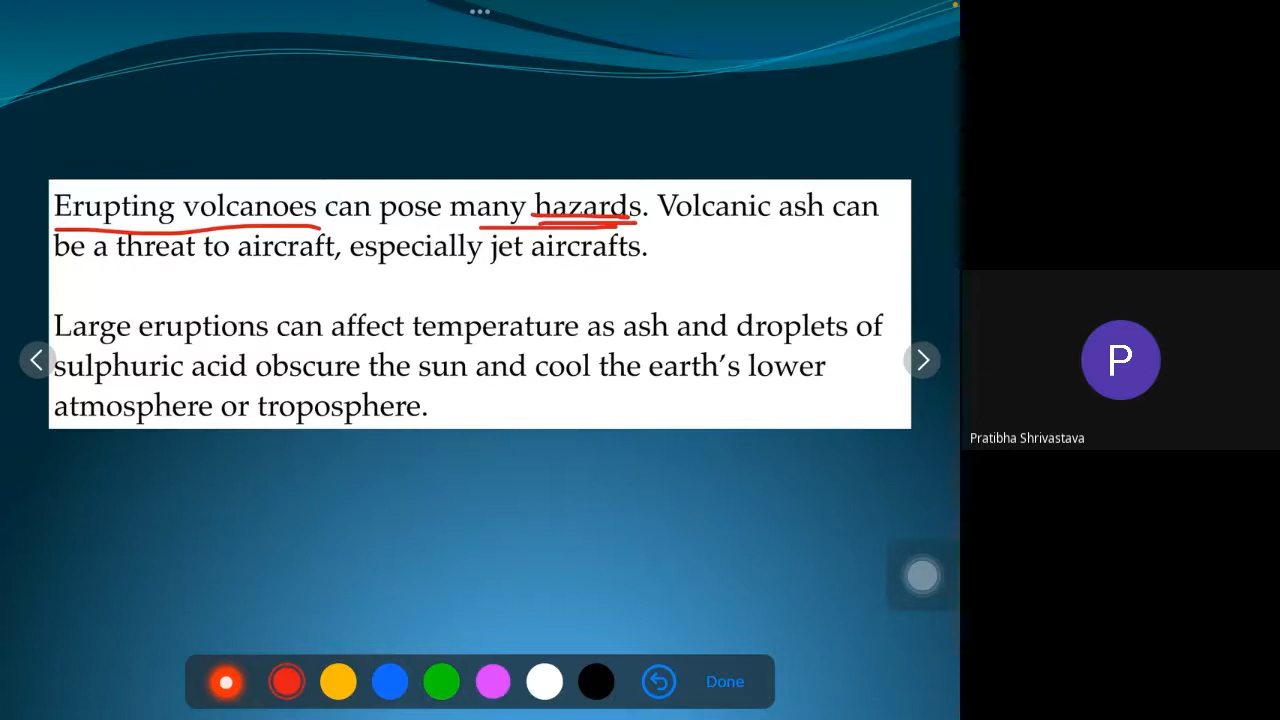 Erupting volcanoes can pose many hazards. Volcanic ash can
be a threat to aircraft, especially jet aircrafts.
Large eruptions can affect temperature as ash and droplets of
sulphuric acid obscure the sun and cool the earth’s lower
atmosphere or troposphere.
P
Pratibha Shrivastava
Done